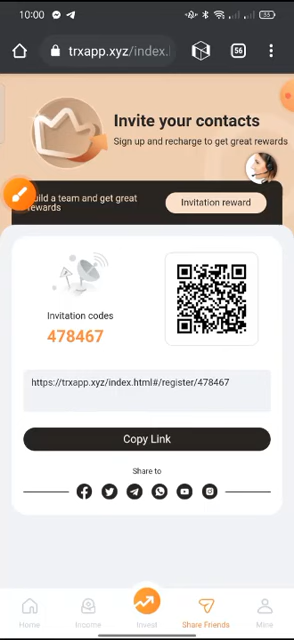 10:00
55
trxapp.xyz/index.
56
Invite your contacts
Sign up and recharge to get great rewards
uild a team and get great
rewards
Invitation reward
Invitation codes
478467
https://trxapp.xyz/index.html#/register/478467
Copy Link
Share to
Home
Income
Invest
Share Friends
Mine